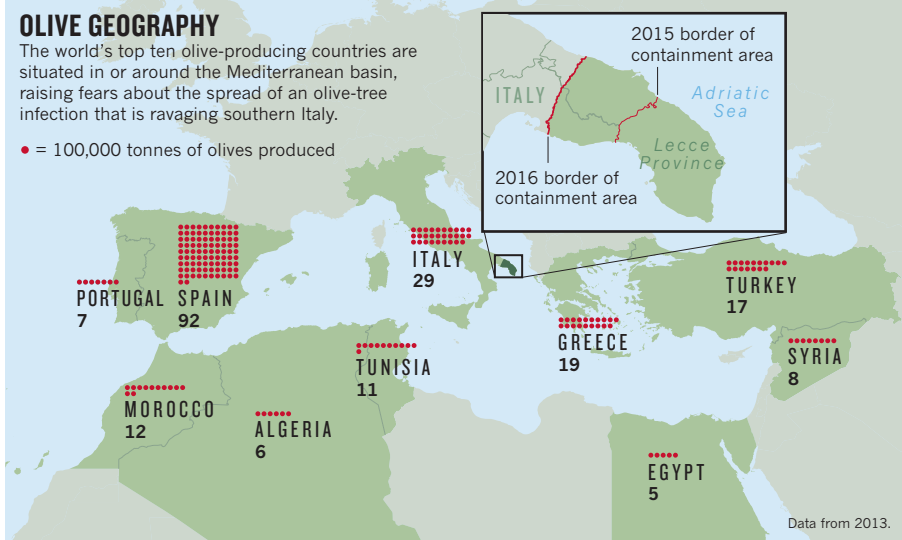 OLIVE GEOGRAPHY
The world’s top ten olive-producing countries are
situated in or around the Mediterranean basin,
raising fears about the spread of an olive-tree
infection that is ravaging southern Italy.
= 100,000 tonnes of olives produced
2015 border of
containment area
ITALY
Adriatic
Sea
Lecce
Province
2016 border of
containment area
PORTUGAL
7
SPAIN
92
ITALY
29
GREECE
19
TURKEY
17
SYRIA
8
TUNISIA
11
MOROCCO
12
ALGERIA
6
EGYPT
5
Data from 2013.